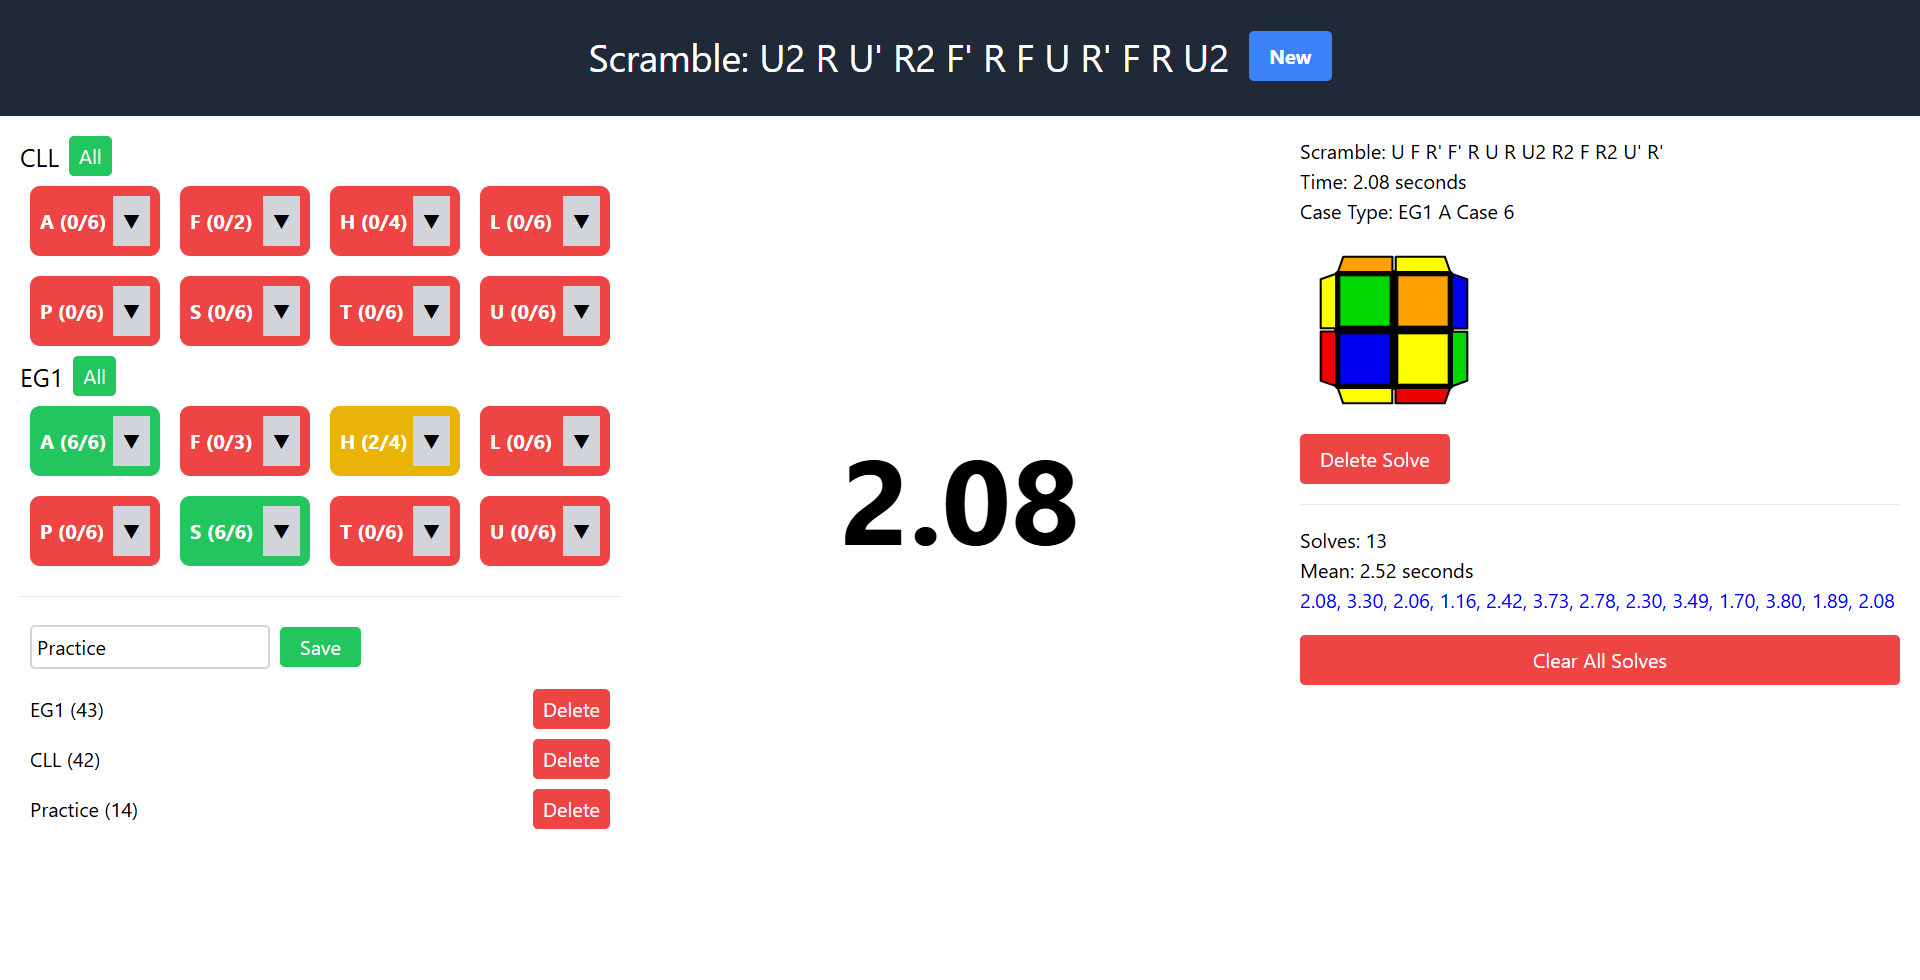 Scramble: U2 R U' R2 F' R F U R' F R U2 New
CLL All
A (0/6) ▼ F (0/2) ▼ H (0/4) ▼ L (0/6) ▼
P (0/6) ▼ S (0/6) ▼ T (0/6) ▼ U (0/6) ▼
EG1 All
A (6/6) ▼ F (0/3) ▼ H (2/4) ▼ L (0/6) ▼
P (0/6) ▼ S (6/6) ▼ T (0/6) ▼ U (0/6) ▼
Practice Save
EG1 (43) Delete
CLL (42) Delete
Practice (14) Delete
2.08
Scramble: U F R' F' R U R U2 R2 F R2 U' R'
Time: 2.08 seconds
Case Type: EG1 A Case 6
Delete Solve
Solves: 13
Mean: 2.52 seconds
2.08, 3.30, 2.06, 1.16, 2.42, 3.73, 2.78, 2.30, 3.49, 1.70, 3.80, 1.89, 2.08
Clear All Solves